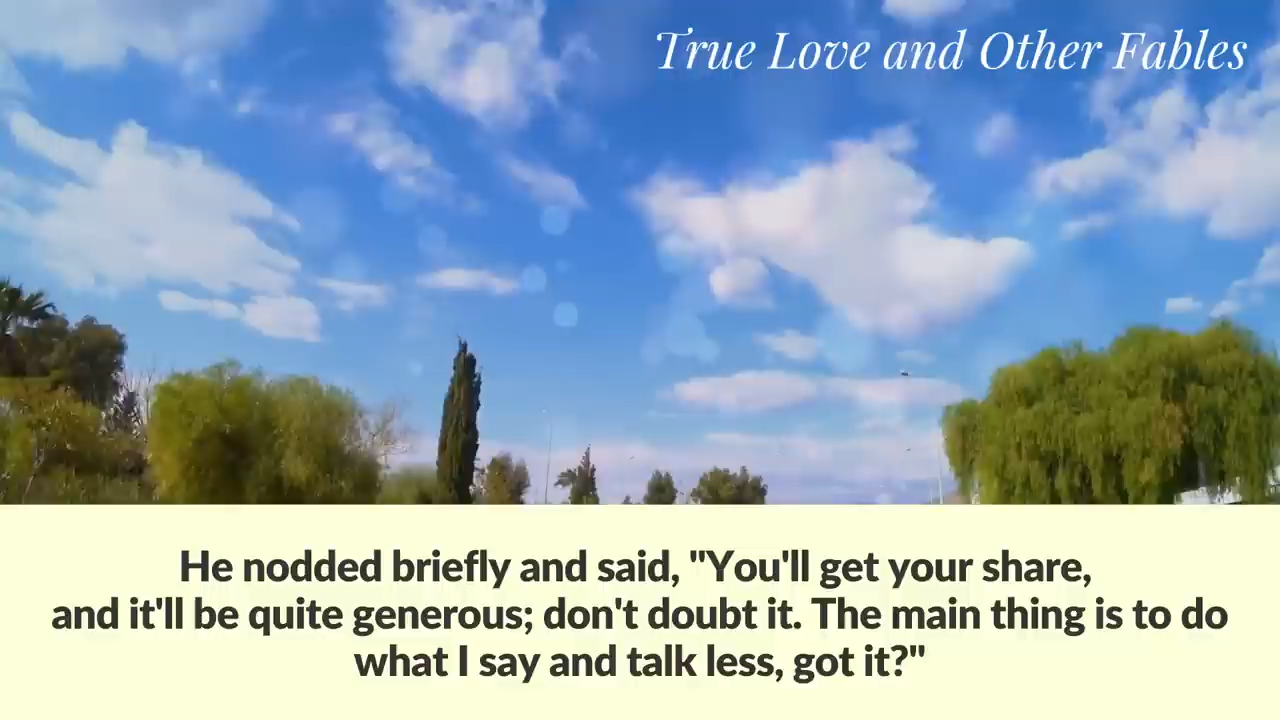 True Love and Other Fables
He nodded briefly and said, "You'll get your share,
and it'll be quite generous; don't doubt it. The main thing is to do
what I say and talk less, got it?"